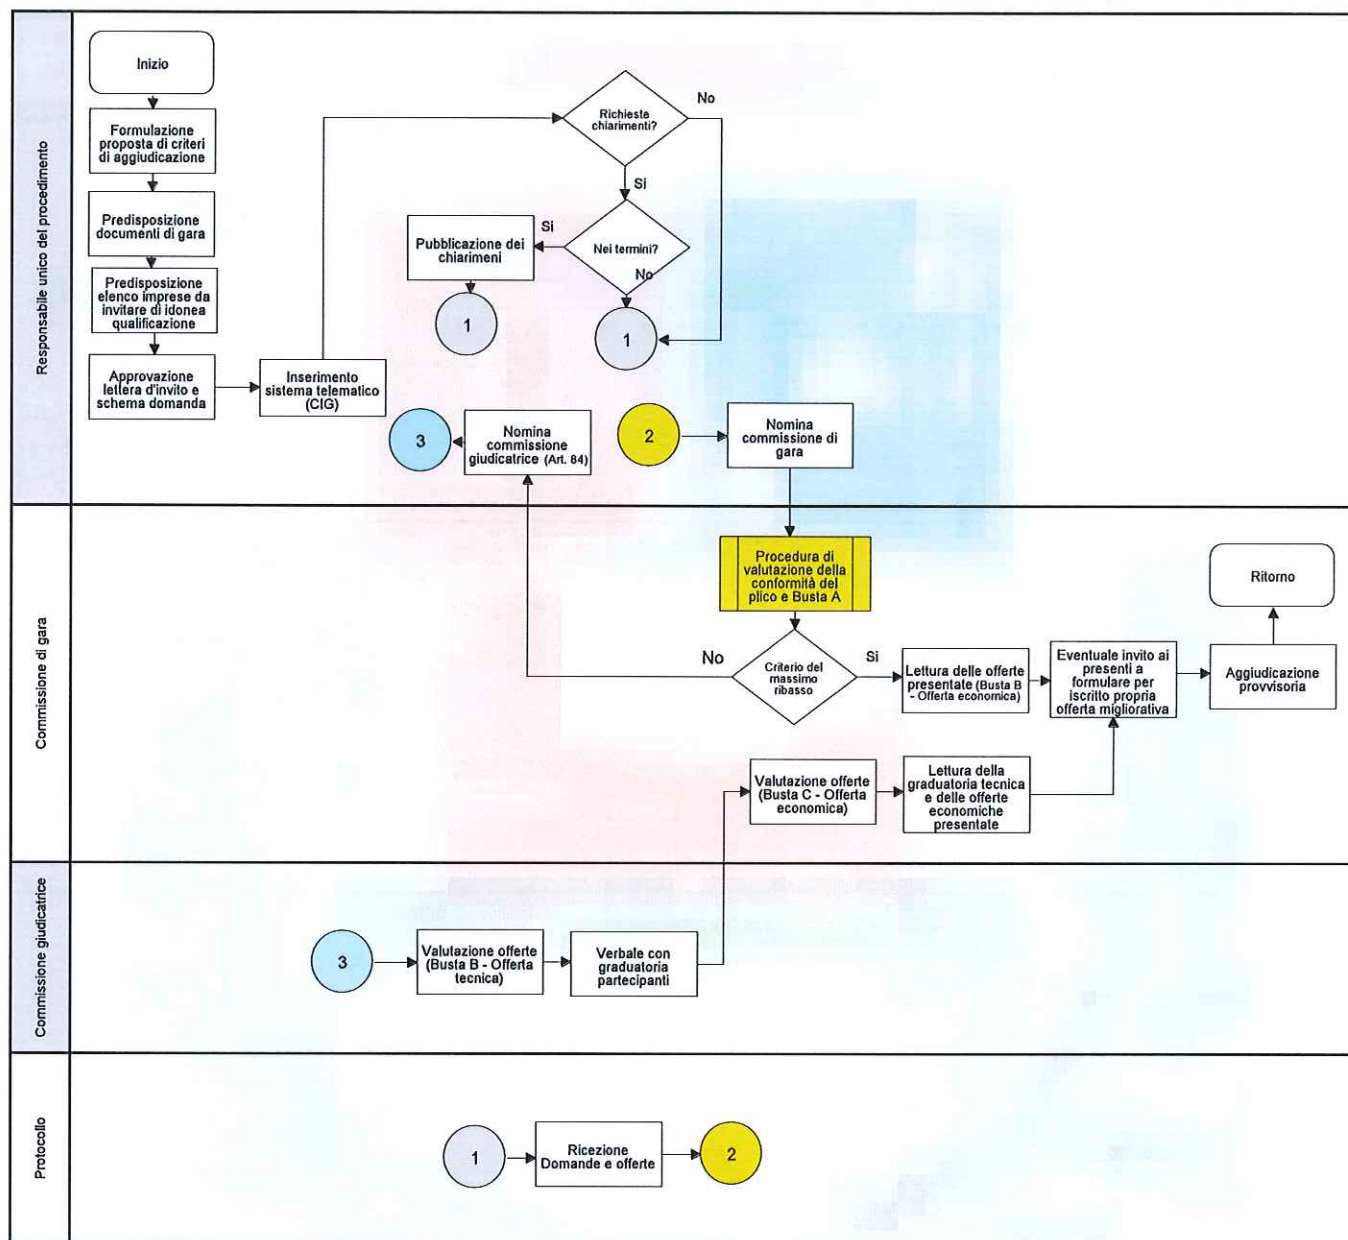 Responsabile unico del procedimento
Inizio
Formulazione
proposta di criteri
di aggiudicazione
Predisposizione
documenti di gara
Predisposizione
elenco imprese da
invitare di idonea
qualificazione
Approvazione
lettera d'invito e
schema domanda
Inserimento
sistema telematico
(CIG)
Richieste
chiarimenti?
No
Si
Nei termini?
Si
No
Pubblicazione dei
chiarimeni
1
1
3
Nomina
commissione
giudicatrice (Art. 84)
2
Nomina
commissione di
gara
Commissione di gara
Procedura di
valutazione della
conformità del
plico e Busta A
Criterio del
massimo
ribasso
No
Si
Lettura delle offerte
presentate (Busta B
- Offerta economica)
Eventuale invito ai
presenti a
formulare per
iscritto propria
offerta migliorativa
Aggiudicazione
provvisoria
Ritorno
Valutazione offerte
(Busta C - Offerta
economica)
Lettura della
graduatoria tecnica
e delle offerte
economiche
presentate
Commissione giudicatrice
3
Valutazione offerte
(Busta B - Offerta
tecnica)
Verbale con
graduatoria
partecipanti
Protocollo
1
Ricezione
Domande e offerte
2